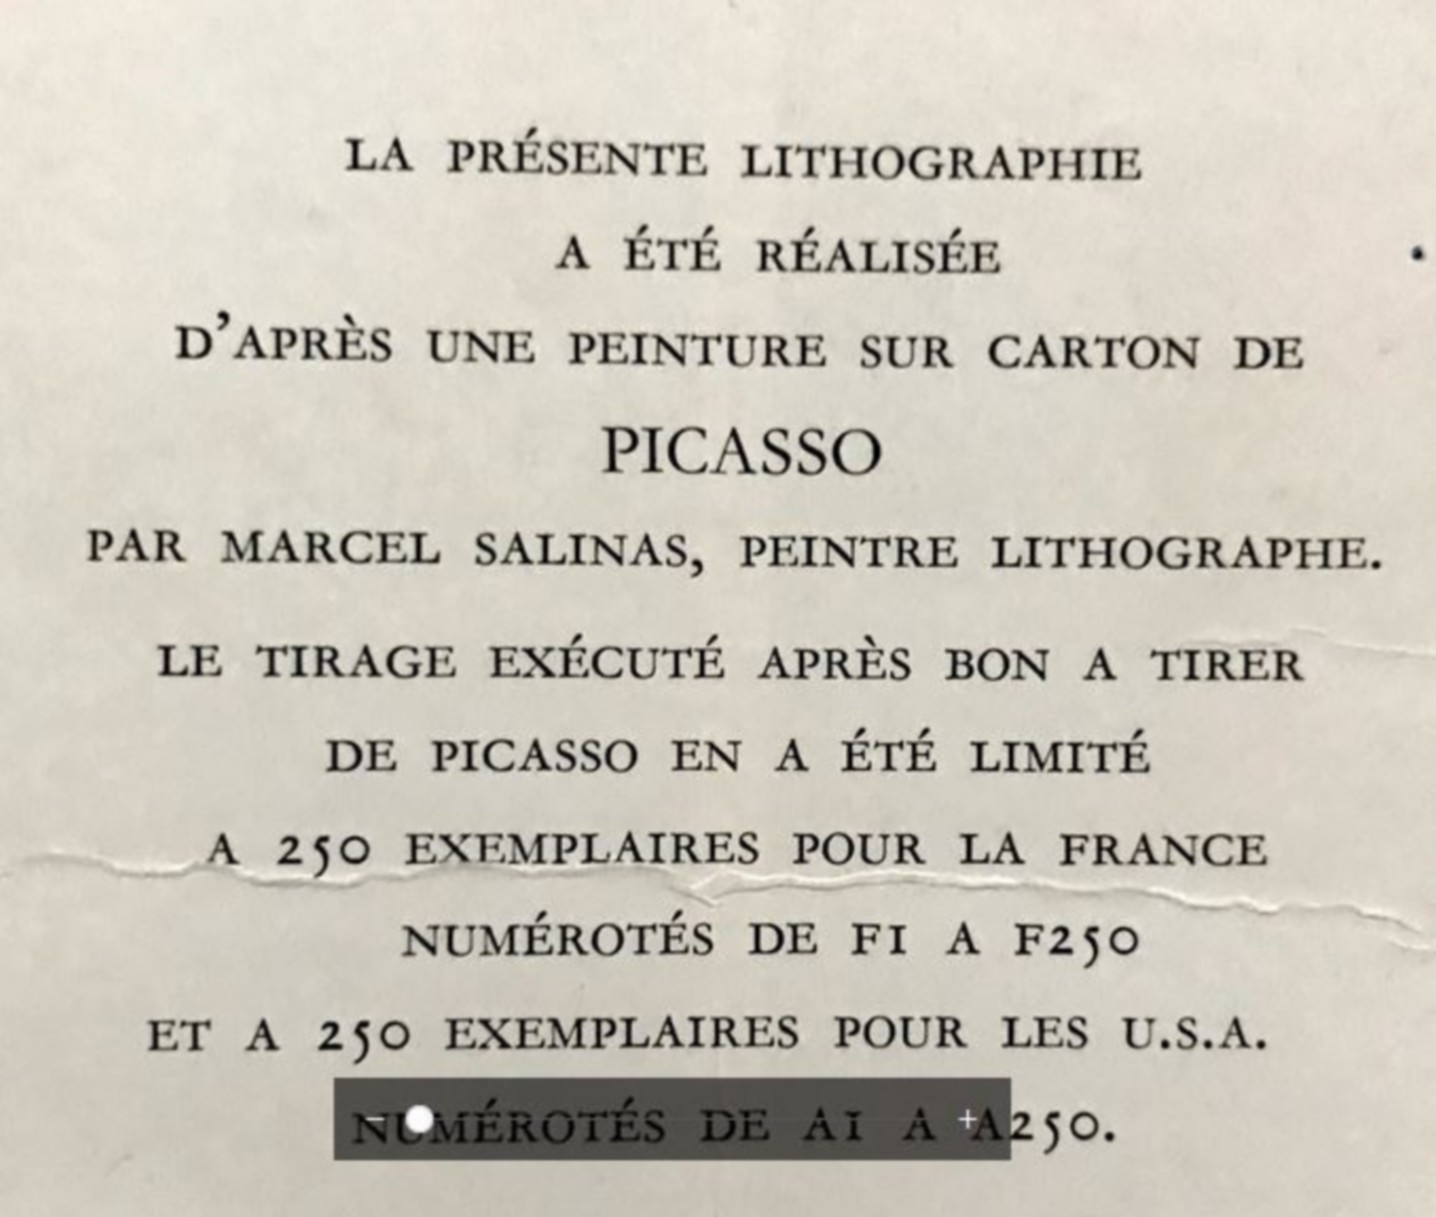 LA PRÉSENTE LITHOGRAPHIE
A ÉTÉ RÉALISÉE
D'APRÈS UNE PEINTURE SUR CARTON DE
PICASSO
PAR MARCEL SALINAS, PEINTRE LITHOGRAPHE.
LE TIRAGE EXÉCUTÉ APRÈS BON A TIRER
DE PICASSO EN A ÉTÉ LIMITÉ
A 250 EXEMPLAIRES POUR LA FRANCE
NUMÉROTÉS DE F1 A F250
ET A 250 EXEMPLAIRES POUR LES U.S.A.
NUMÉROTÉS DE A1 A A250.